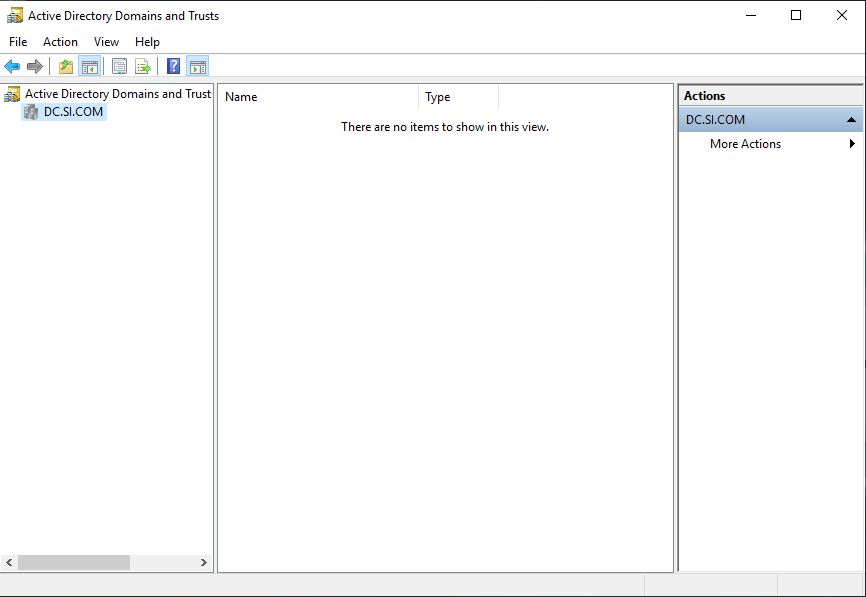 Active Directory Domains and Trusts
File Action View Help
Active Directory Domains and Trust
DC.SI.COM
Name Type
There are no items to show in this view.
Actions
DC.SI.COM
More Actions